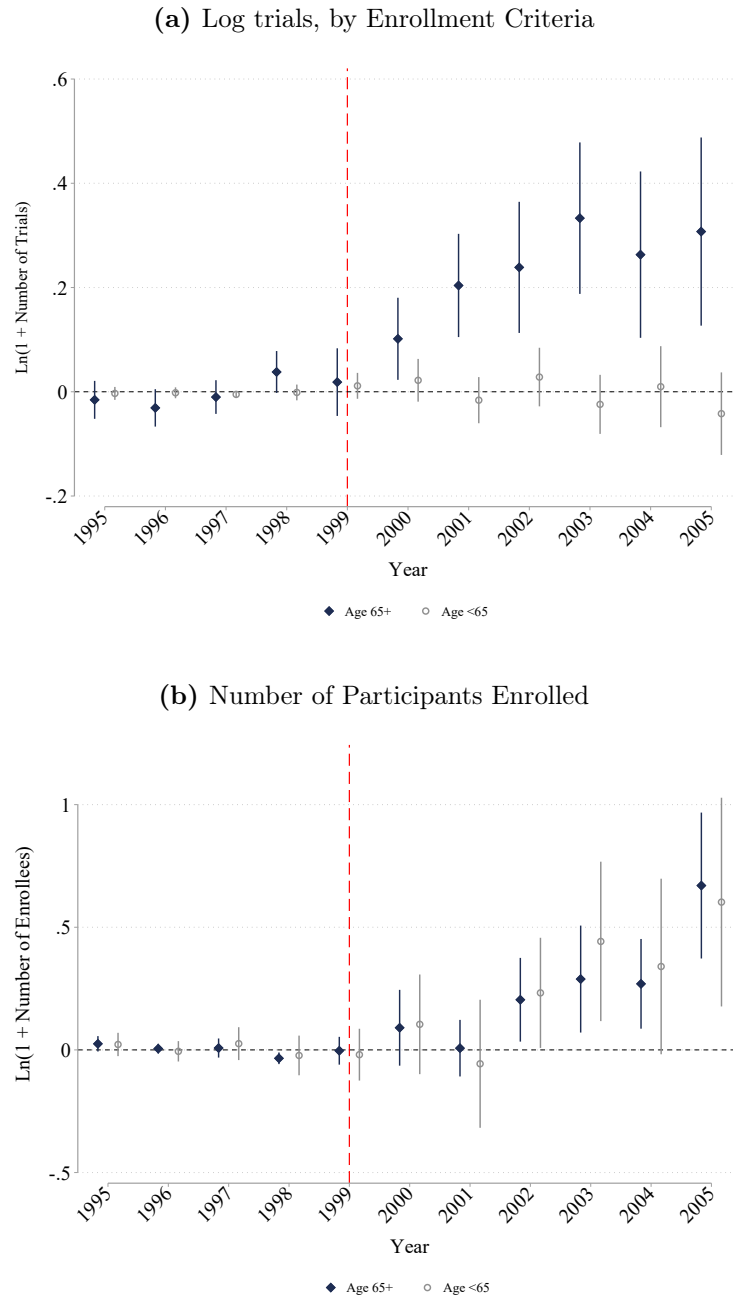 (a) Log trials, by Enrollment Criteria
.6
.4
.2
0
-.2
Ln(1 + Number of Trials)
1995 1996 1997 1998 1999 2000 2001 2002 2003 2004 2005
Year
Age 65+ Age <65
(b) Number of Participants Enrolled
1
.5
0
-.5
Ln(1 + Number of Enrollees)
1995 1996 1997 1998 1999 2000 2001 2002 2003 2004 2005
Year
Age 65+ Age <65